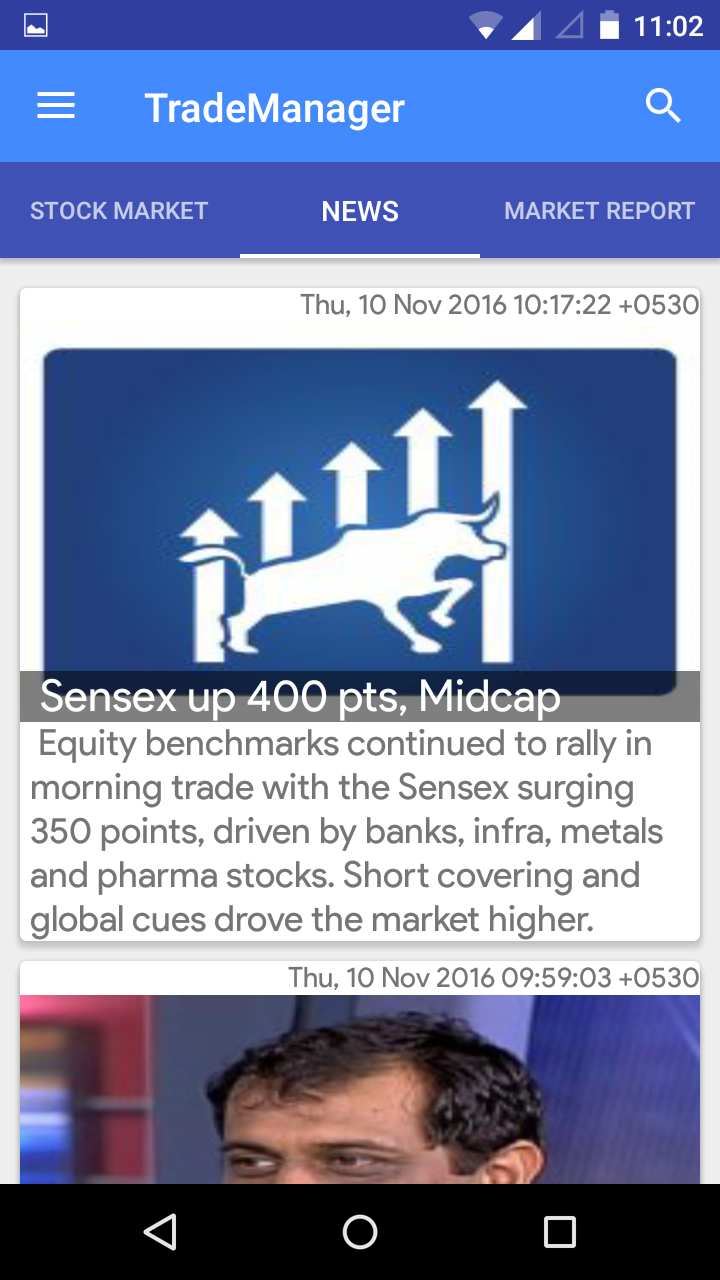 11:02
TradeManager
STOCK MARKET
NEWS
MARKET REPORT
Thu, 10 Nov 2016 10:17:22 +0530
Sensex up 400 pts, Midcap
Equity benchmarks continued to rally in
morning trade with the Sensex surging
350 points, driven by banks, infra, metals
and pharma stocks. Short covering and
global cues drove the market higher.
Thu, 10 Nov 2016 09:59:03 +0530